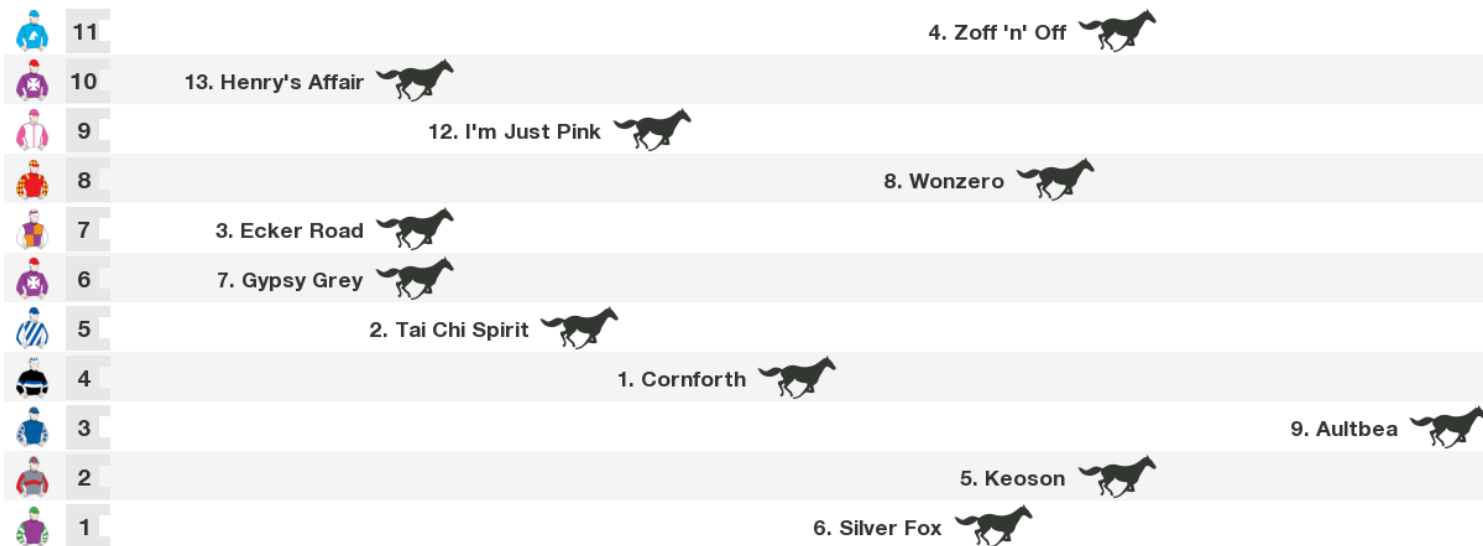 11 4. Zoff 'n' Off
10 13. Henry's Affair
9 12. I'm Just Pink
8 8. Wonzero
7 3. Ecker Road
6 7. Gypsy Grey
5 2. Tai Chi Spirit
4 1. Cornforth
3 9. Aultbea
2 5. Keoson
1 6. Silver Fox